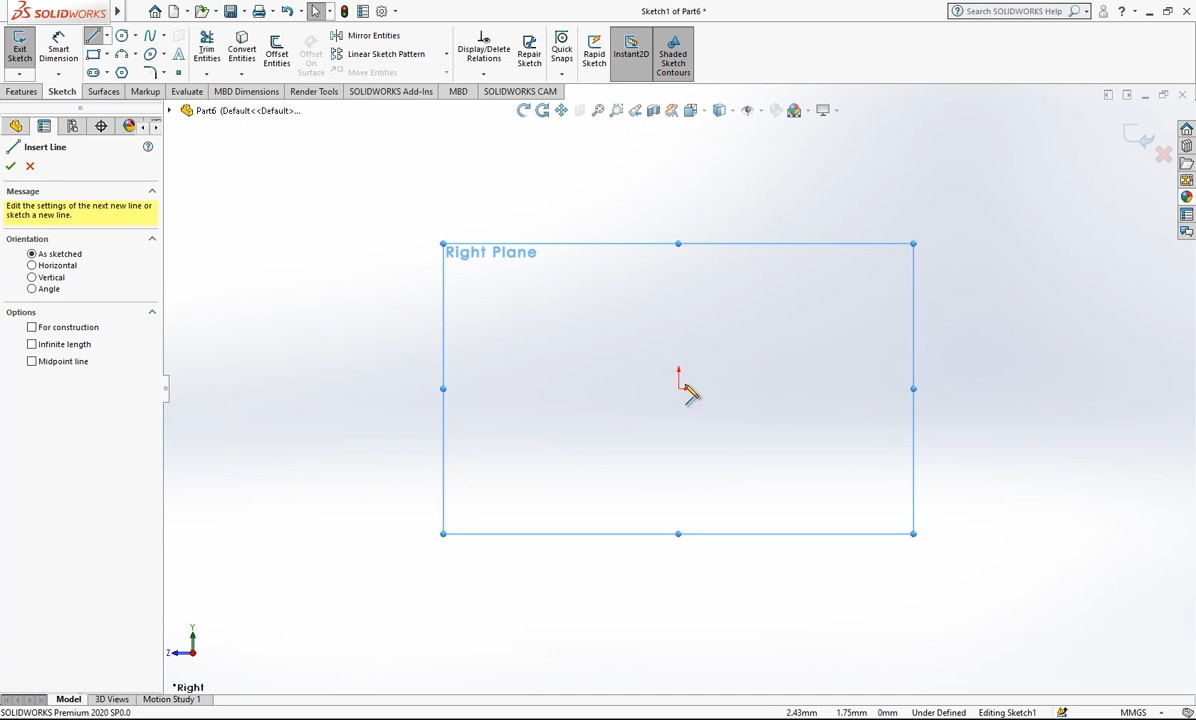 SOLIDWORKS
Sketch1 of Part6 *
Search SOLIDWORKS Help
?
Exit Sketch
Smart Dimension
Trim Entities
Convert Entities
Offset Entities
Offset On Surface
Mirror Entities
Linear Sketch Pattern
Move Entities
Display/Delete Relations
Repair Sketch
Quick Snaps
Rapid Sketch
Instant2D
Shaded Sketch Contours
Features
Sketch
Surfaces
Markup
Evaluate
MBD Dimensions
Render Tools
SOLIDWORKS Add-Ins
MBD
SOLIDWORKS CAM
Part6 (Default<<Default>...
Insert Line
?
Message
Edit the settings of the next new line or
sketch a new line.
Orientation
As sketched
Horizontal
Vertical
Angle
Options
For construction
Infinite length
Midpoint line
Right Plane
Y
Z
*Right
Model
3D Views
Motion Study 1
SOLIDWORKS Premium 2020 SP0.0
2.43mm
1.75mm
0mm
Under Defined
Editing Sketch1
MMGS